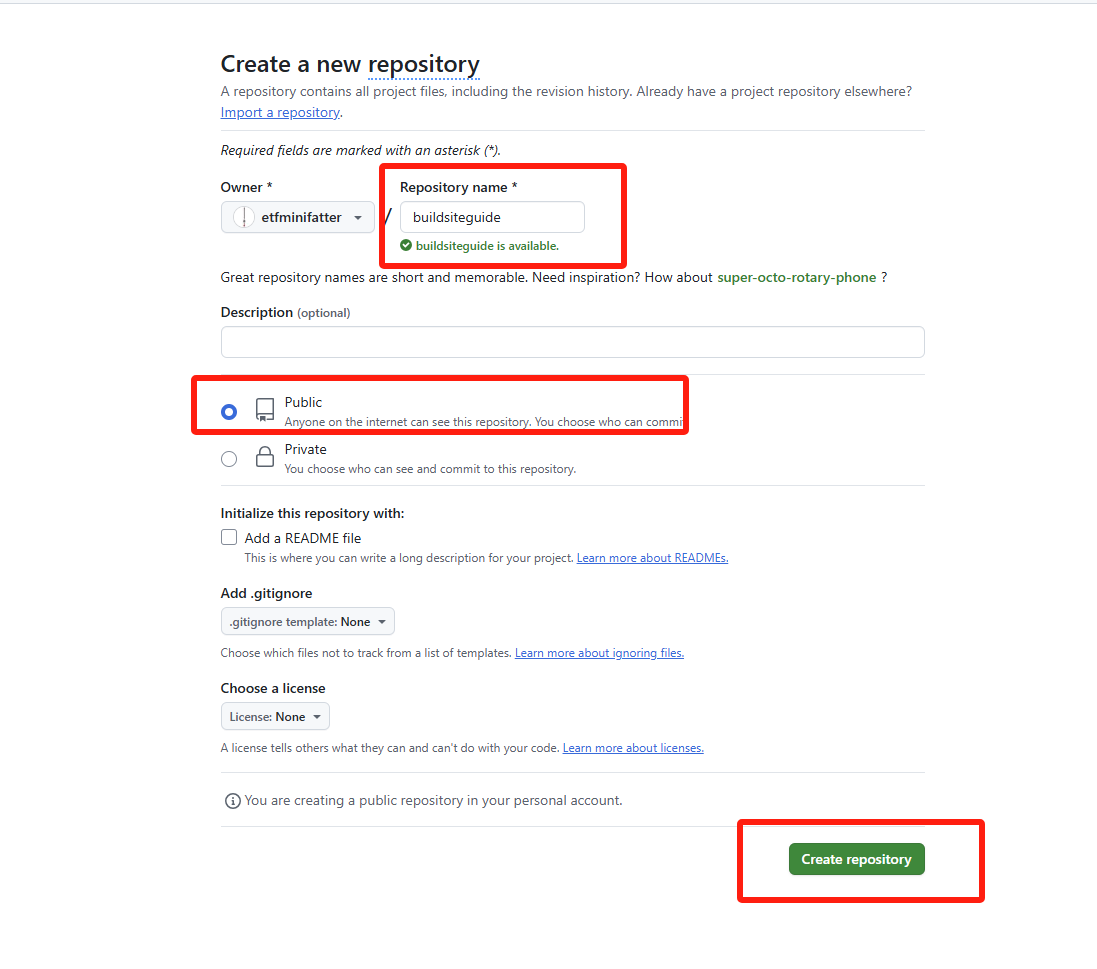 Create a new repository
A repository contains all project files, including the revision history. Already have a project repository elsewhere?
Import a repository.
Required fields are marked with an asterisk (*).
Owner *
Repository name *
etfminifatter
/
buildsiteguide
buildsiteguide is available.
Great repository names are short and memorable. Need inspiration? How about super-octo-rotary-phone ?
Description (optional)
Public
Anyone on the internet can see this repository. You choose who can commi
Private
You choose who can see and commit to this repository.
Initialize this repository with:
Add a README file
This is where you can write a long description for your project. Learn more about READMEs.
Add .gitignore
.gitignore template: None
Choose which files not to track from a list of templates. Learn more about ignoring files.
Choose a license
License: None
A license tells others what they can and can't do with your code. Learn more about licenses.
You are creating a public repository in your personal account.
Create repository